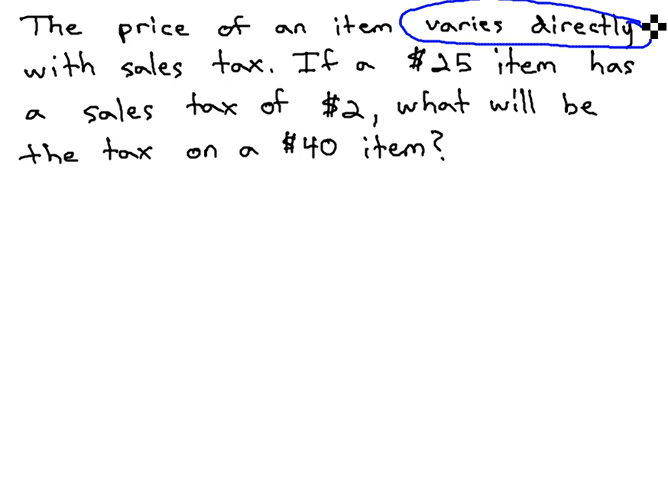 The price of an item varies directly
with sales tax. If a $25 item has
a sales tax of $2, what will be
the tax on a $40 item?